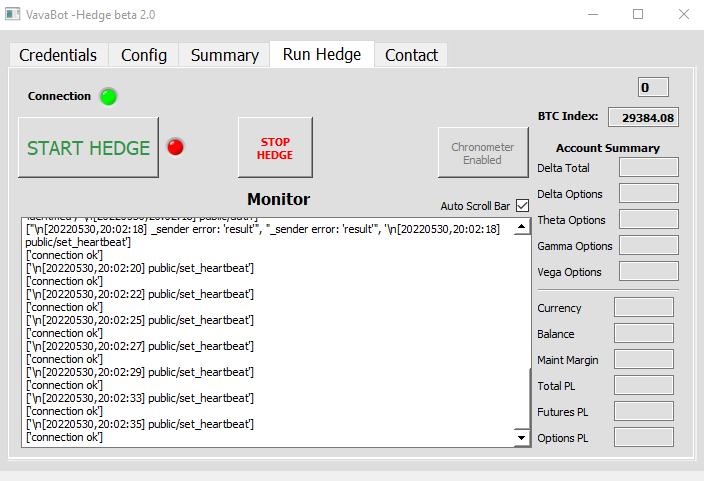 VavaBot -Hedge beta 2.0
Credentials Config Summary Run Hedge Contact
Connection
0
BTC Index: 29384.08
START HEDGE
STOP
HEDGE
Chronometer
Enabled
Account Summary
Delta Total
Delta Options
Theta Options
Gamma Options
Vega Options
Currency
Balance
Maint Margin
Total PL
Futures PL
Options PL
Monitor
Auto Scroll Bar
["\n[20220530,20:02:18] _sender error: 'result'", "_sender error: 'result'", '\n[20220530,20:02:18]
public/set_heartbeat']
['connection ok']
['\n[20220530,20:02:20] public/set_heartbeat']
['connection ok']
['\n[20220530,20:02:22] public/set_heartbeat']
['connection ok']
['\n[20220530,20:02:25] public/set_heartbeat']
['connection ok']
['\n[20220530,20:02:27] public/set_heartbeat']
['connection ok']
['\n[20220530,20:02:29] public/set_heartbeat']
['connection ok']
['\n[20220530,20:02:33] public/set_heartbeat']
['connection ok']
['\n[20220530,20:02:35] public/set_heartbeat']
['connection ok']